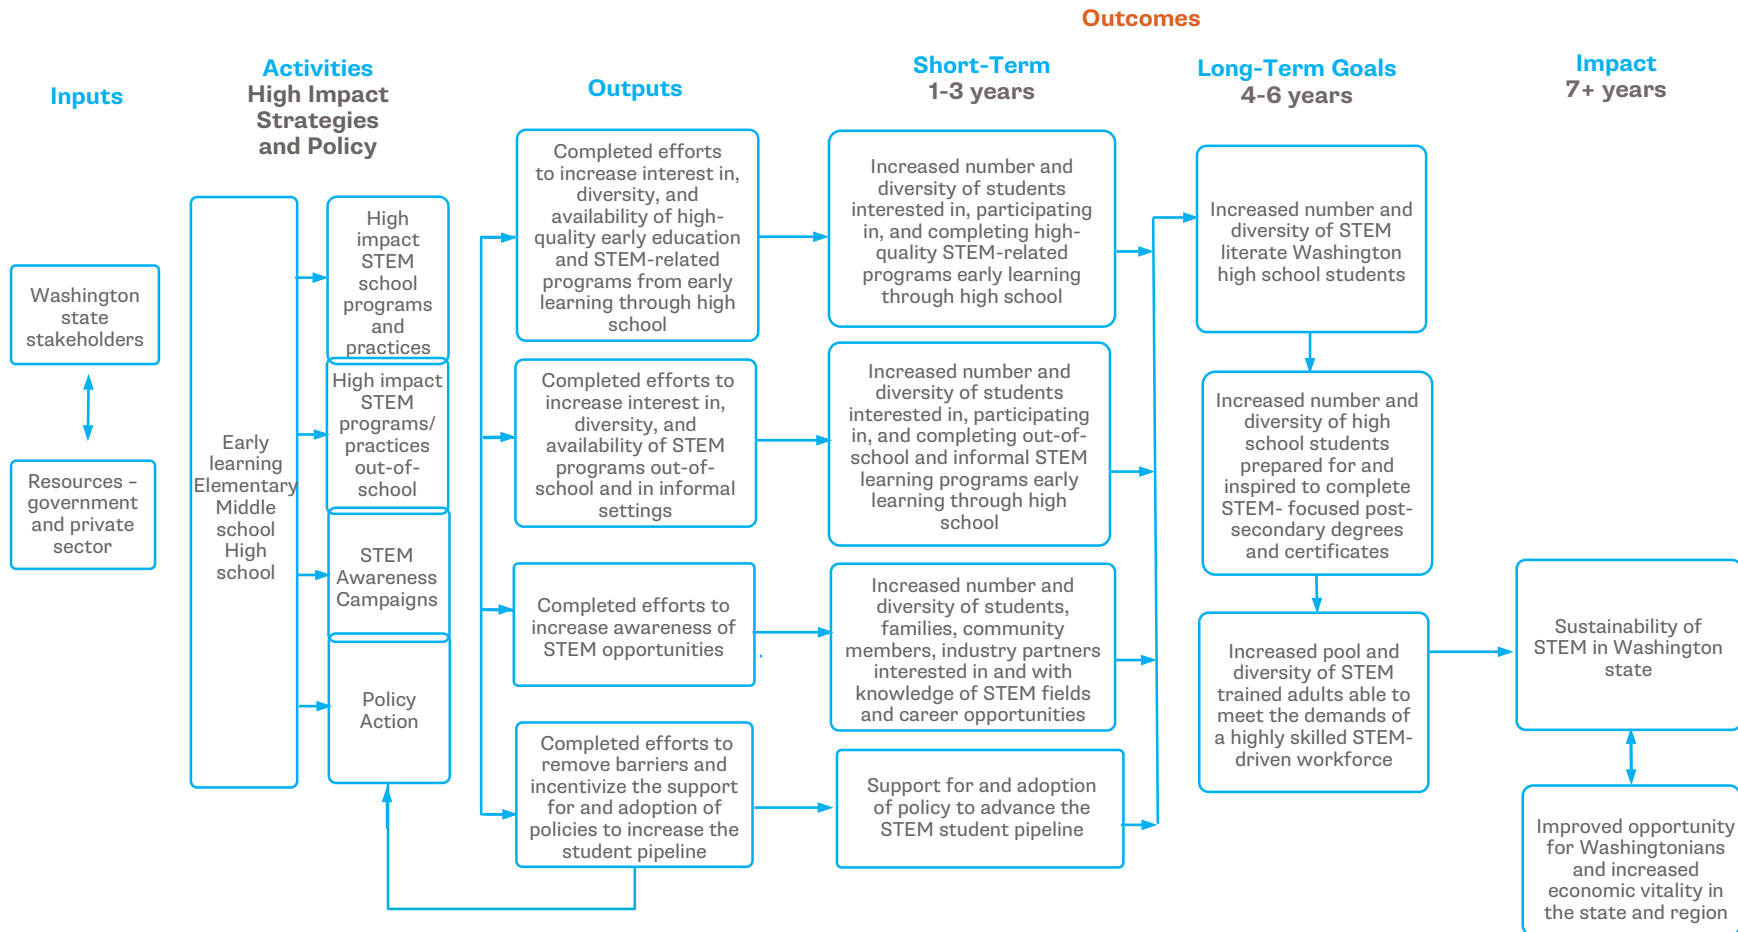 Outcomes
Inputs
Activities
High Impact
Strategies
and Policy
Outputs
Short-Term
1-3 years
Long-Term Goals
4-6 years
Impact
7+ years
Washington
state
stakeholders
Resources –
government
and private
sector
Early
learning
Elementary
Middle
school
High
school
High
impact
STEM
school
programs
and
practices
High impact
STEM
programs/
practices
out-of-
school
STEM
Awareness
Campaigns
Policy
Action
Completed efforts
to increase interest in,
diversity, and
availability of high-
quality early education
and STEM-related
programs from early
learning through high
school
Completed efforts to
increase interest in,
diversity, and
availability of STEM
programs out-of-
school and in informal
settings
Completed efforts to
increase awareness of
STEM opportunities
Completed efforts to
remove barriers and
incentivize the support
for and adoption of
policies to increase the
student pipeline
Increased number and
diversity of students
interested in, participating
in, and completing high-
quality STEM-related
programs early learning
through high school
Increased number and
diversity of students
interested in, participating
in, and completing out-of-
school and informal STEM
learning programs early
learning through high
school
Increased number and
diversity of students,
families, community
members, industry partners
interested in and with
knowledge of STEM fields
and career opportunities
Support for and adoption
of policy to advance the
STEM student pipeline
Increased number and
diversity of STEM
literate Washington
high school students
Increased number and
diversity of high
school students
prepared for and
inspired to complete
STEM- focused post-
secondary degrees
and certificates
Increased pool and
diversity of STEM
trained adults able to
meet the demands of
a highly skilled STEM-
driven workforce
Sustainability of
STEM in Washington
state
Improved opportunity
for Washingtonians
and increased
economic vitality in
the state and region